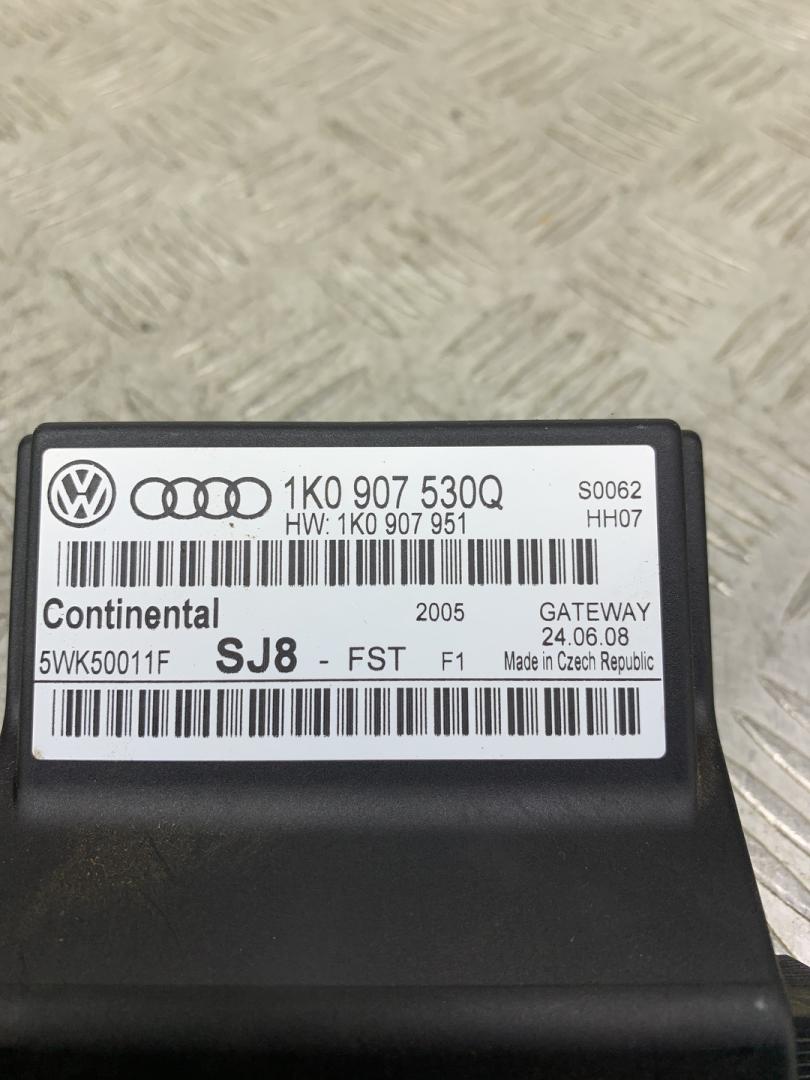 1K0 907 530Q S0062
HW: 1K0 907 951 HH07
Continental 2005 GATEWAY
24.06.08
5WK50011F SJ8 - FST F1 Made in Czech Republic